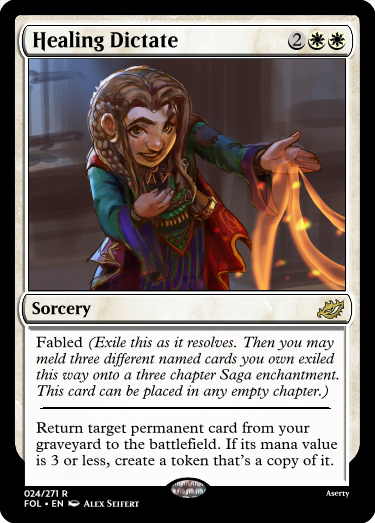 Healing Dictate 2
Sorcery
Fabled (Exile this as it resolves. Then you may
meld three different named cards you own exiled
this way onto a three chapter Saga enchantment.
This card can be placed in any empty chapter.)
Return target permanent card from your
graveyard to the battlefield. If its mana value
is 3 or less, create a token that's a copy of it.
024/271 R
Aserty
FOL • EN Alex Seifert